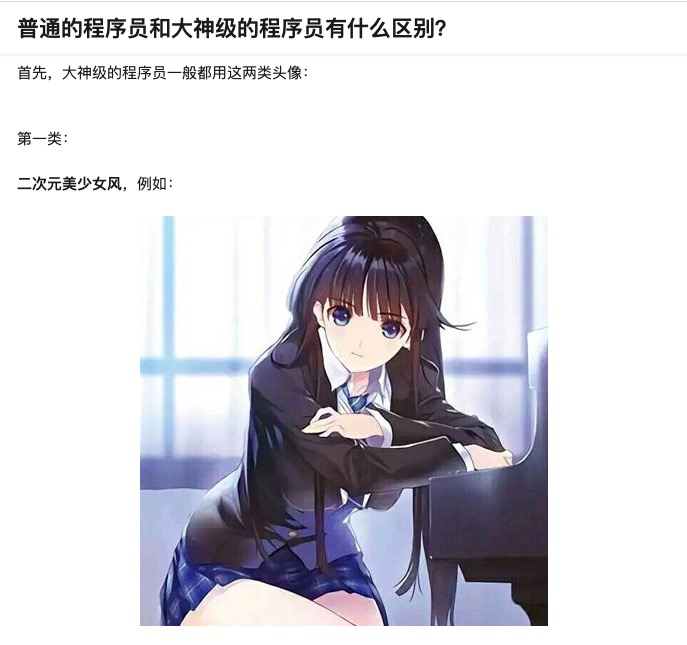 普通的程序员和大神级的程序员有什么区别?
首先，大神级的程序员一般都用这两类头像：
第一类：
二次元美少女风，例如：